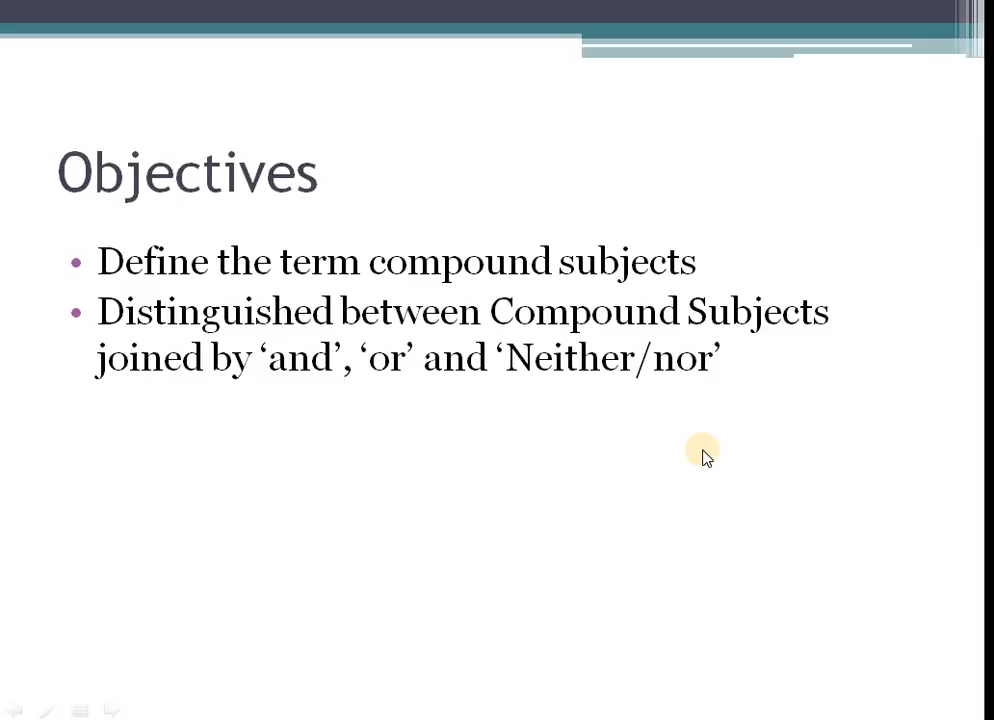 Objectives
• Define the term compound subjects
• Distinguished between Compound Subjects
joined by ‘and’, ‘or’ and ‘Neither/nor’